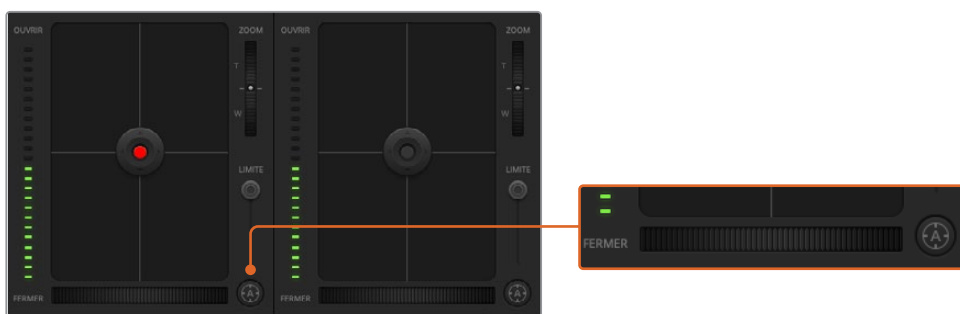 OUVRIR ZOOM OUVRIR ZOOM
T T
W W
LIMITE LIMITE
FERMER A FERMER A
FERMER A